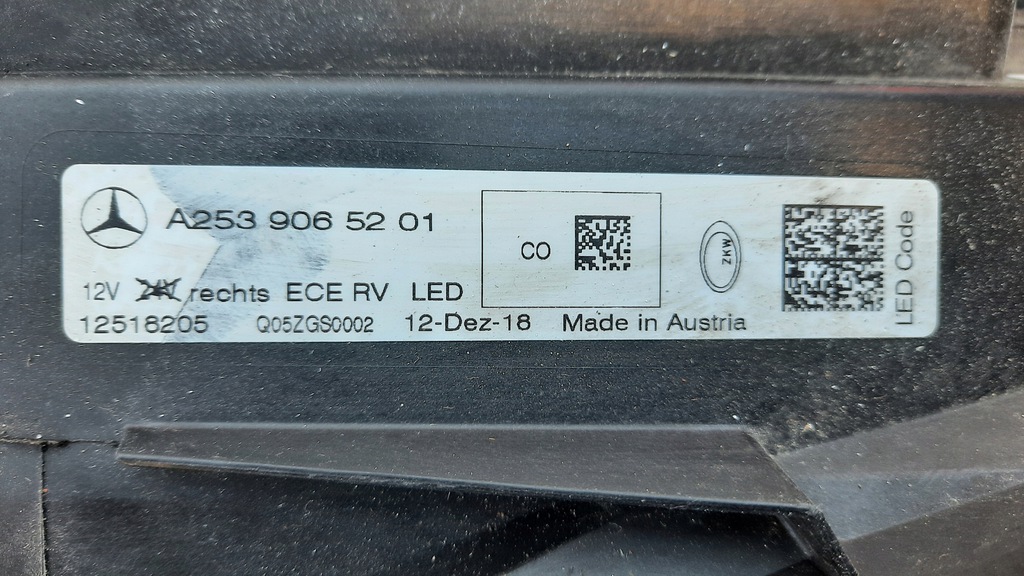 A253 906 52 01
CO
ZKW
12V 24V rechts ECE RV LED
12518205 Q05ZGS0002 12-Dez-18 Made in Austria
LED Code